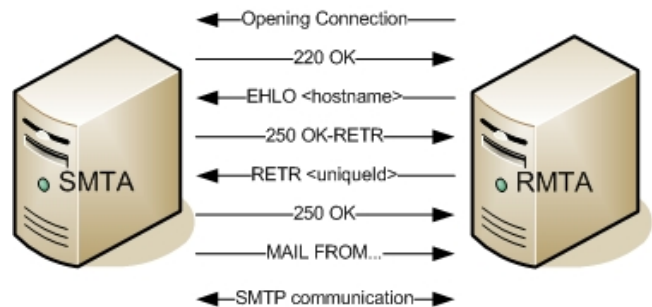 Opening Connection
220 OK
EHLO <hostname>
250 OK-RETR
RETR <uniqueId>
250 OK
MAIL FROM...
SMTP communication
SMTA
RMTA